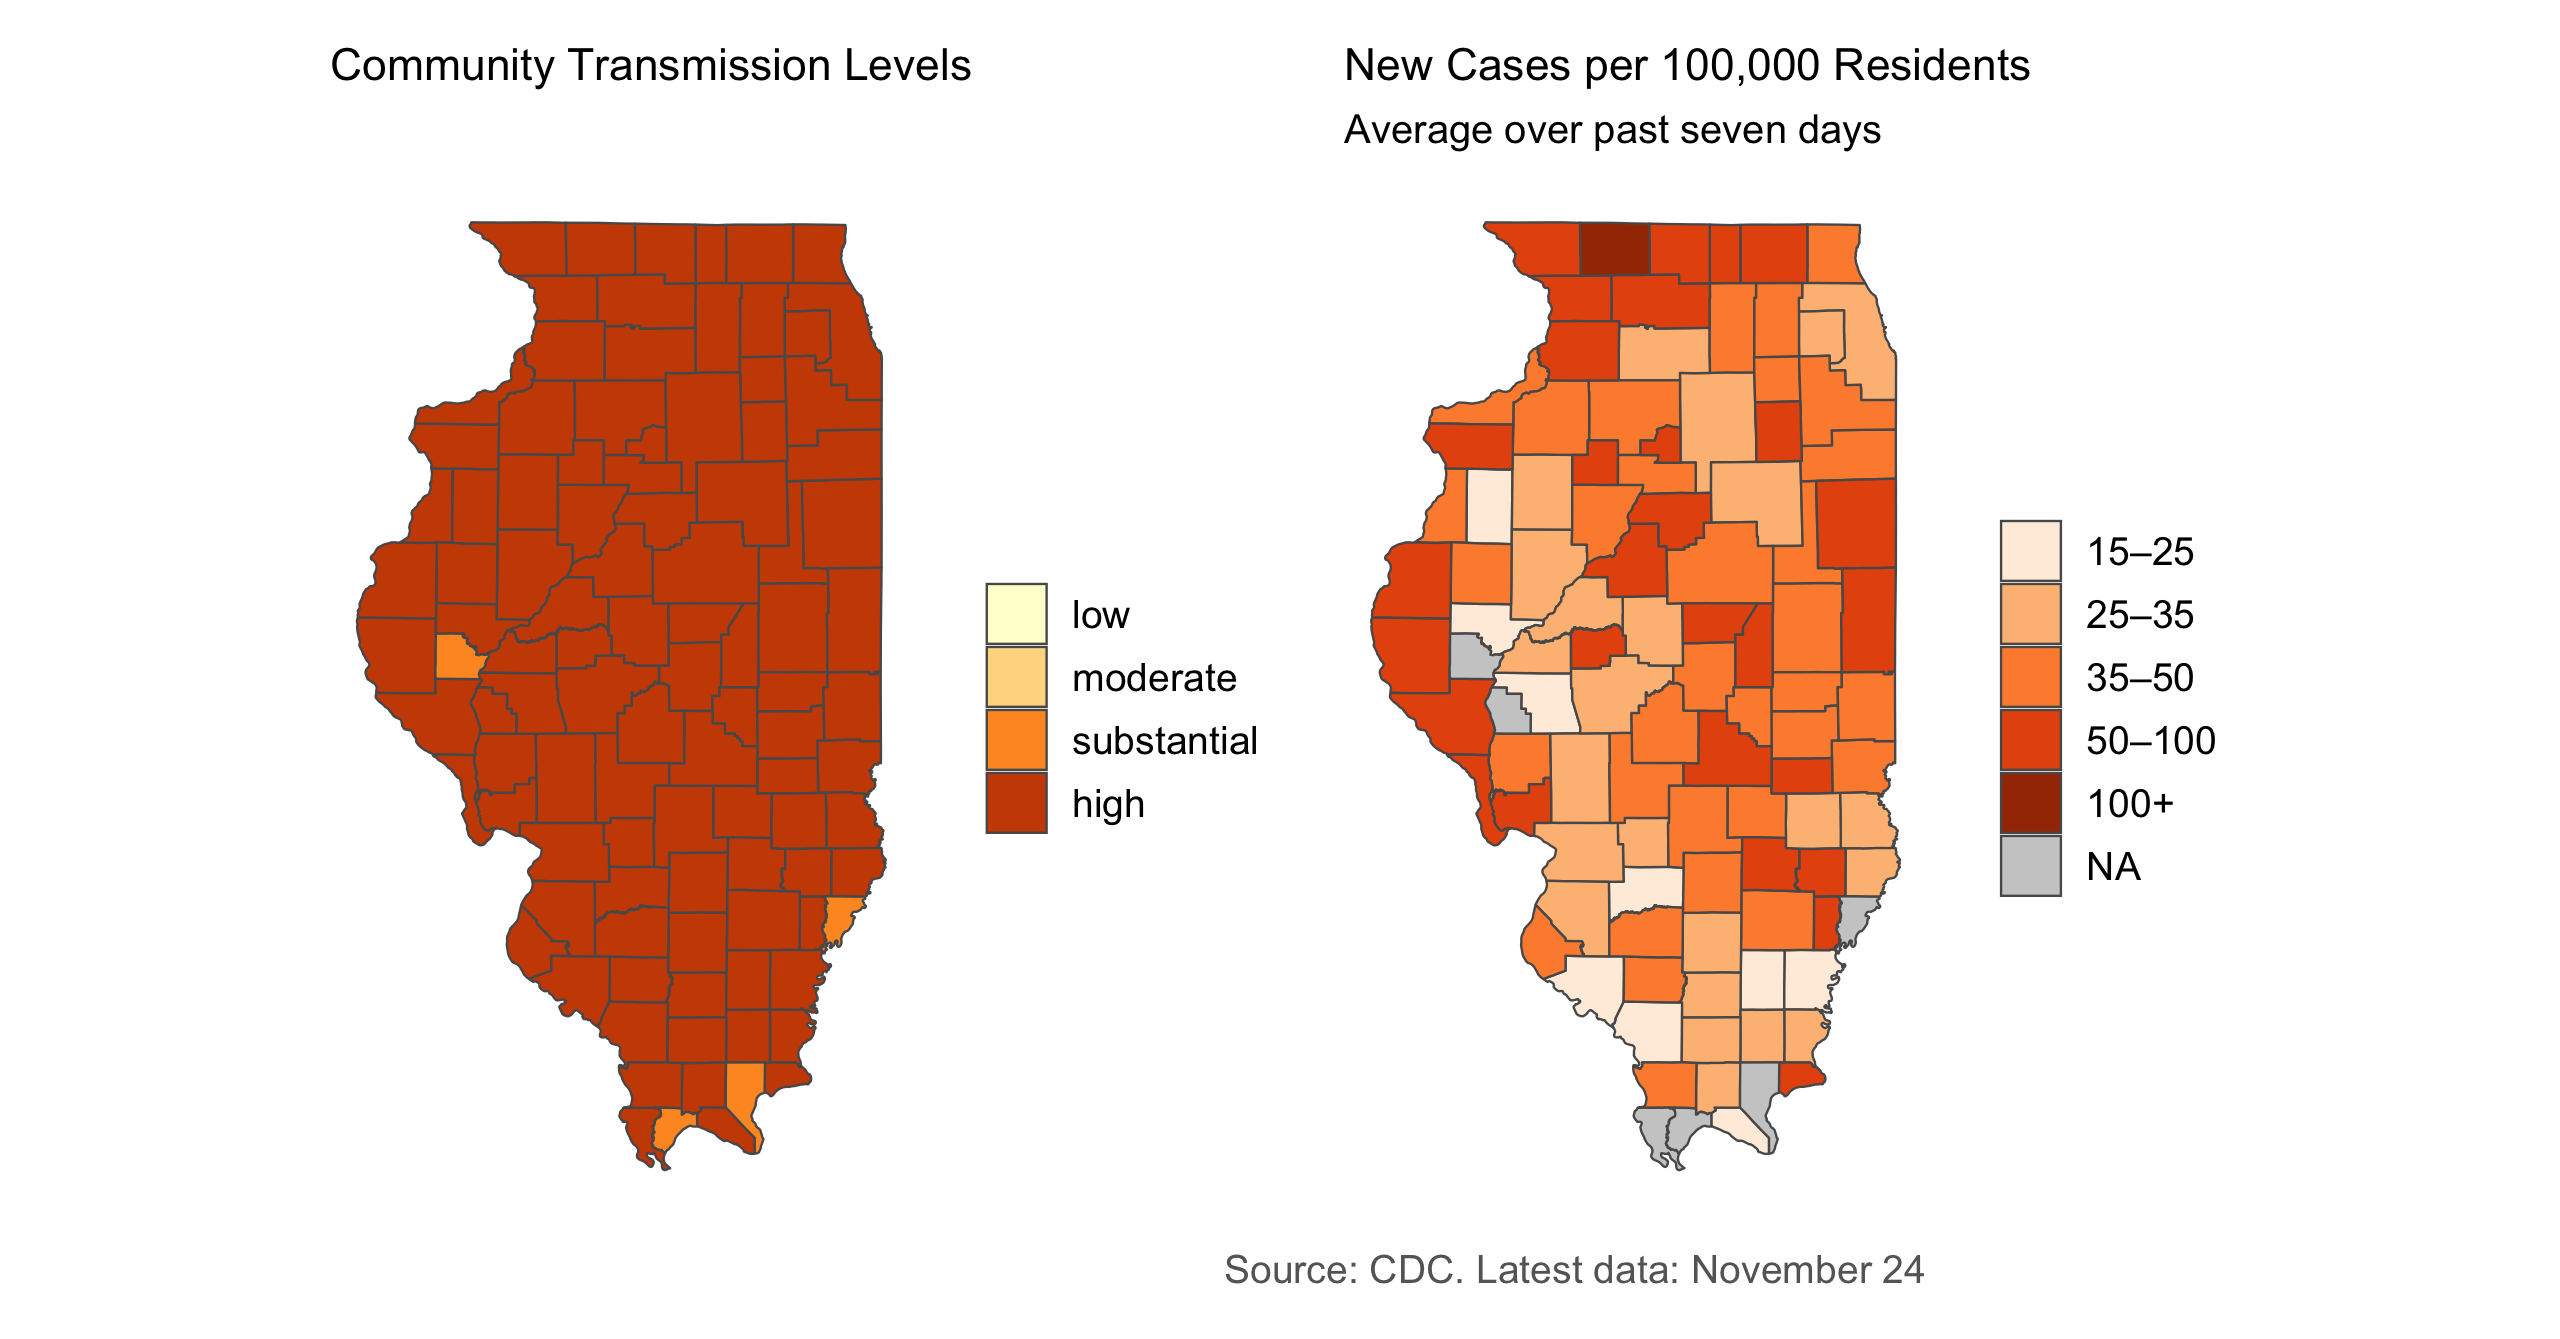 Community Transmission Levels
New Cases per 100,000 Residents
Average over past seven days
low
moderate
substantial
high
15–25
25–35
35–50
50–100
100+
NA
Source: CDC. Latest data: November 24